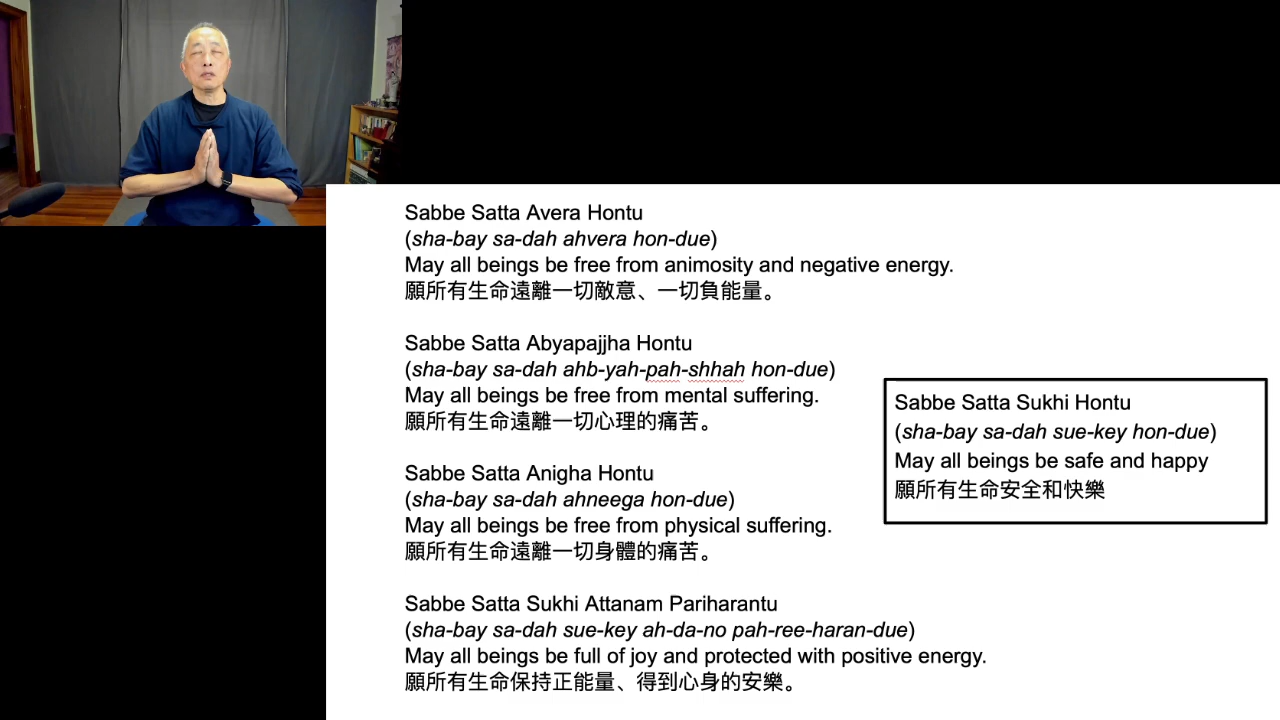 Sabbe Satta Avera Hontu
(sha-bay sa-dah ahvera hon-due)
May all beings be free from animosity and negative energy.
願所有生命遠離一切敵意、一切負能量。
Sabbe Satta Abyapajjha Hontu
(sha-bay sa-dah ahb-yah-pah-shhah hon-due)
May all beings be free from mental suffering.
願所有生命遠離一切心理的痛苦。
Sabbe Satta Anigha Hontu
(sha-bay sa-dah ahneega hon-due)
May all beings be free from physical suffering.
願所有生命遠離一切身體的痛苦。
Sabbe Satta Sukhi Attanam Pariharantu
(sha-bay sa-dah sue-key ah-da-no pah-ree-haran-due)
May all beings be full of joy and protected with positive energy.
願所有生命保持正能量、得到心身的安樂。
Sabbe Satta Sukhi Hontu
(sha-bay sa-dah sue-key hon-due)
May all beings be safe and happy
願所有生命安全和快樂